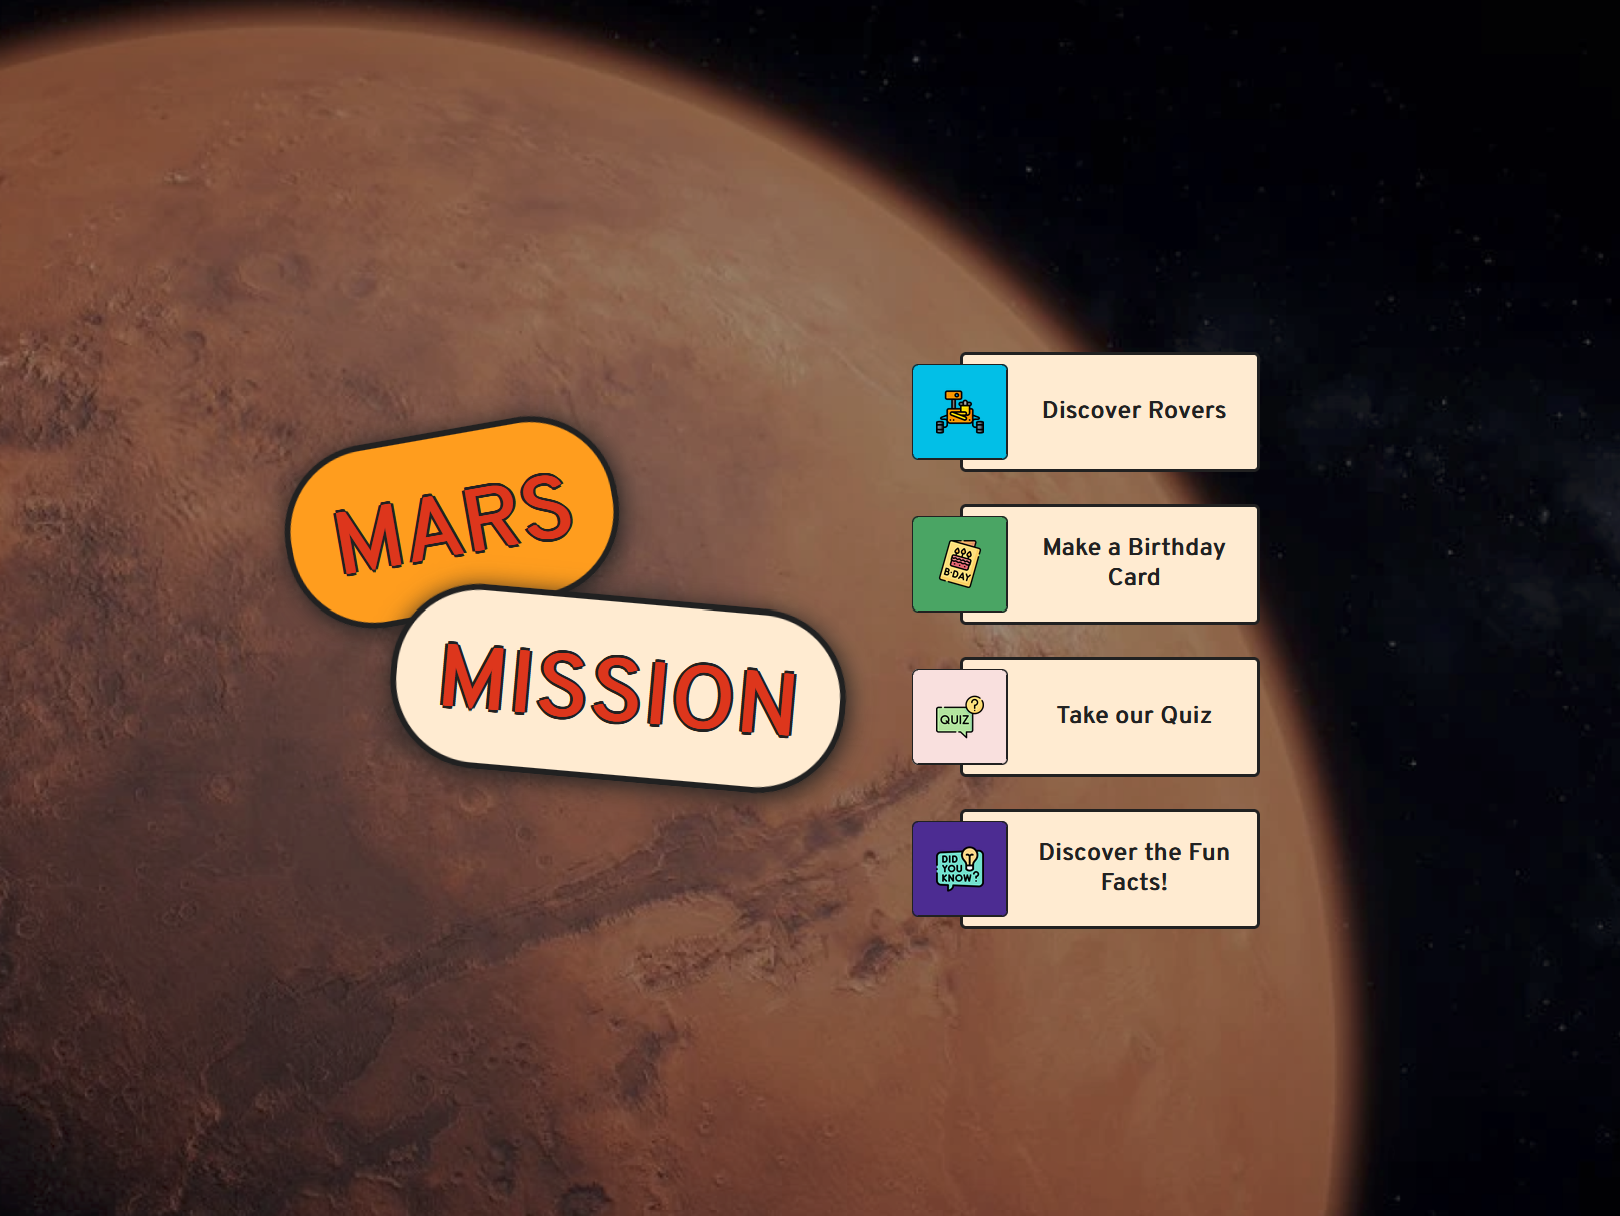 MARS
MISSION
Discover Rovers
B-DAY
Make a Birthday
Card
?
QUIZ
Take our Quiz
DID
YOU
KNOW?
Discover the Fun
Facts!